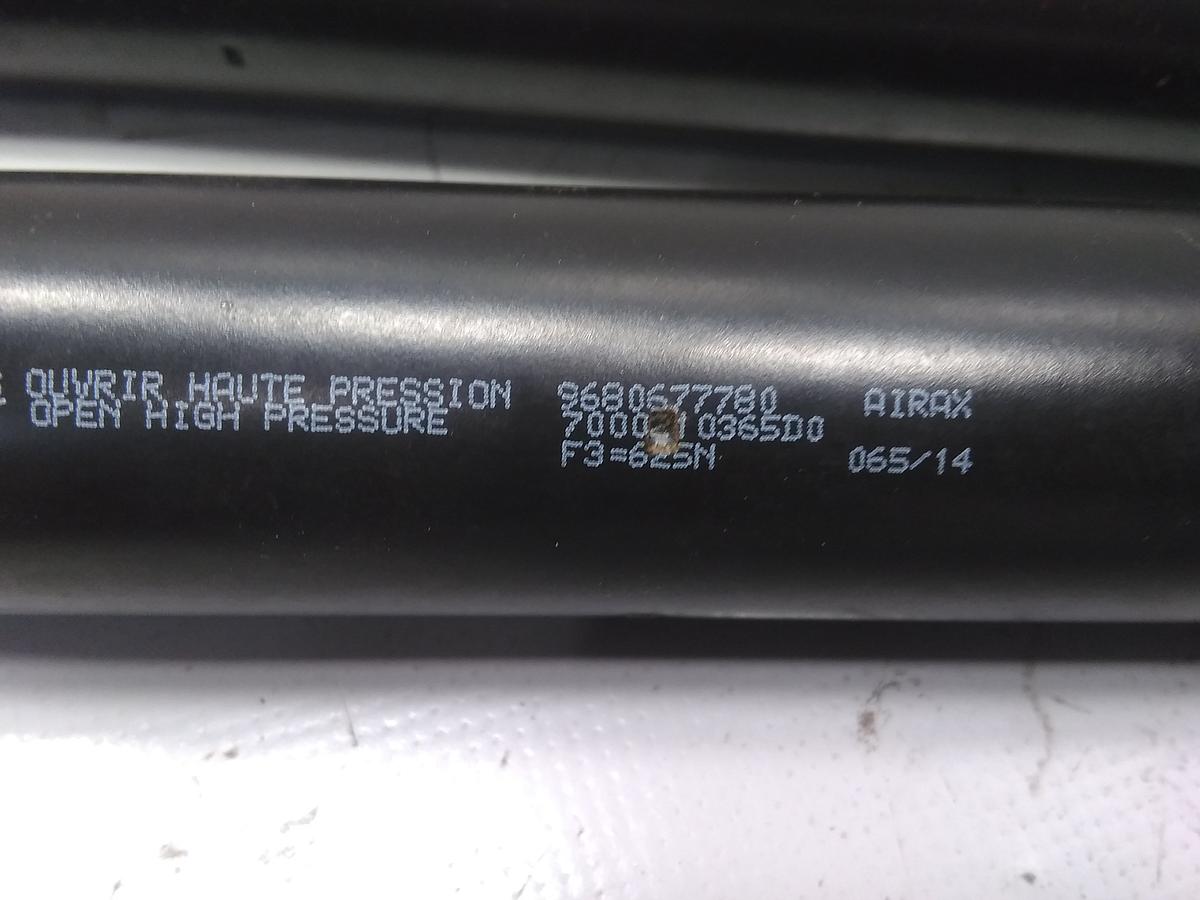 OUVRIR HAUTE PRESSION
OPEN HIGH PRESSURE
9680677780
F3=625N
AIRAX
065/14